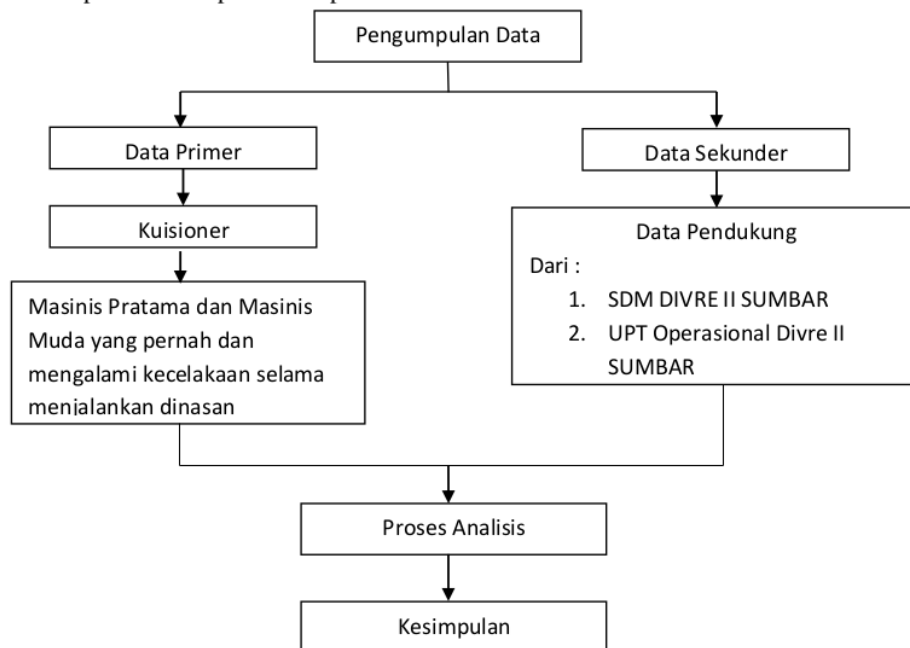 Pengumpulan Data
Data Primer
Data Sekunder
Kuisioner
Data Pendukung
Dari :
1. SDM DIVRE II SUMBAR
2. UPT Operasional Divre II
SUMBAR
Masinis Pratama dan Masinis
Muda yang pernah dan
mengalami kecelakaan selama
menjalankan dinasan
Proses Analisis
Kesimpulan